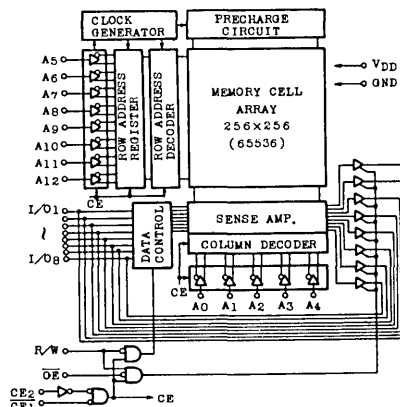 CLOCK GENERATOR
PRECHARGE CIRCUIT
A5
A6
A7
A8
A9
A10
A11
A12
ROW ADDRESS REGISTER
ROW ADDRESS DECODER
MEMORY CELL
ARRAY
256×256
(65536)
VDD
GND
CE
I/O1
~
I/O8
DATA CONTROL
SENSE AMP.
COLUMN DECODER
CE
A0 A1 A2 A3 A4
R/W
OE
CE2
CE1
CE